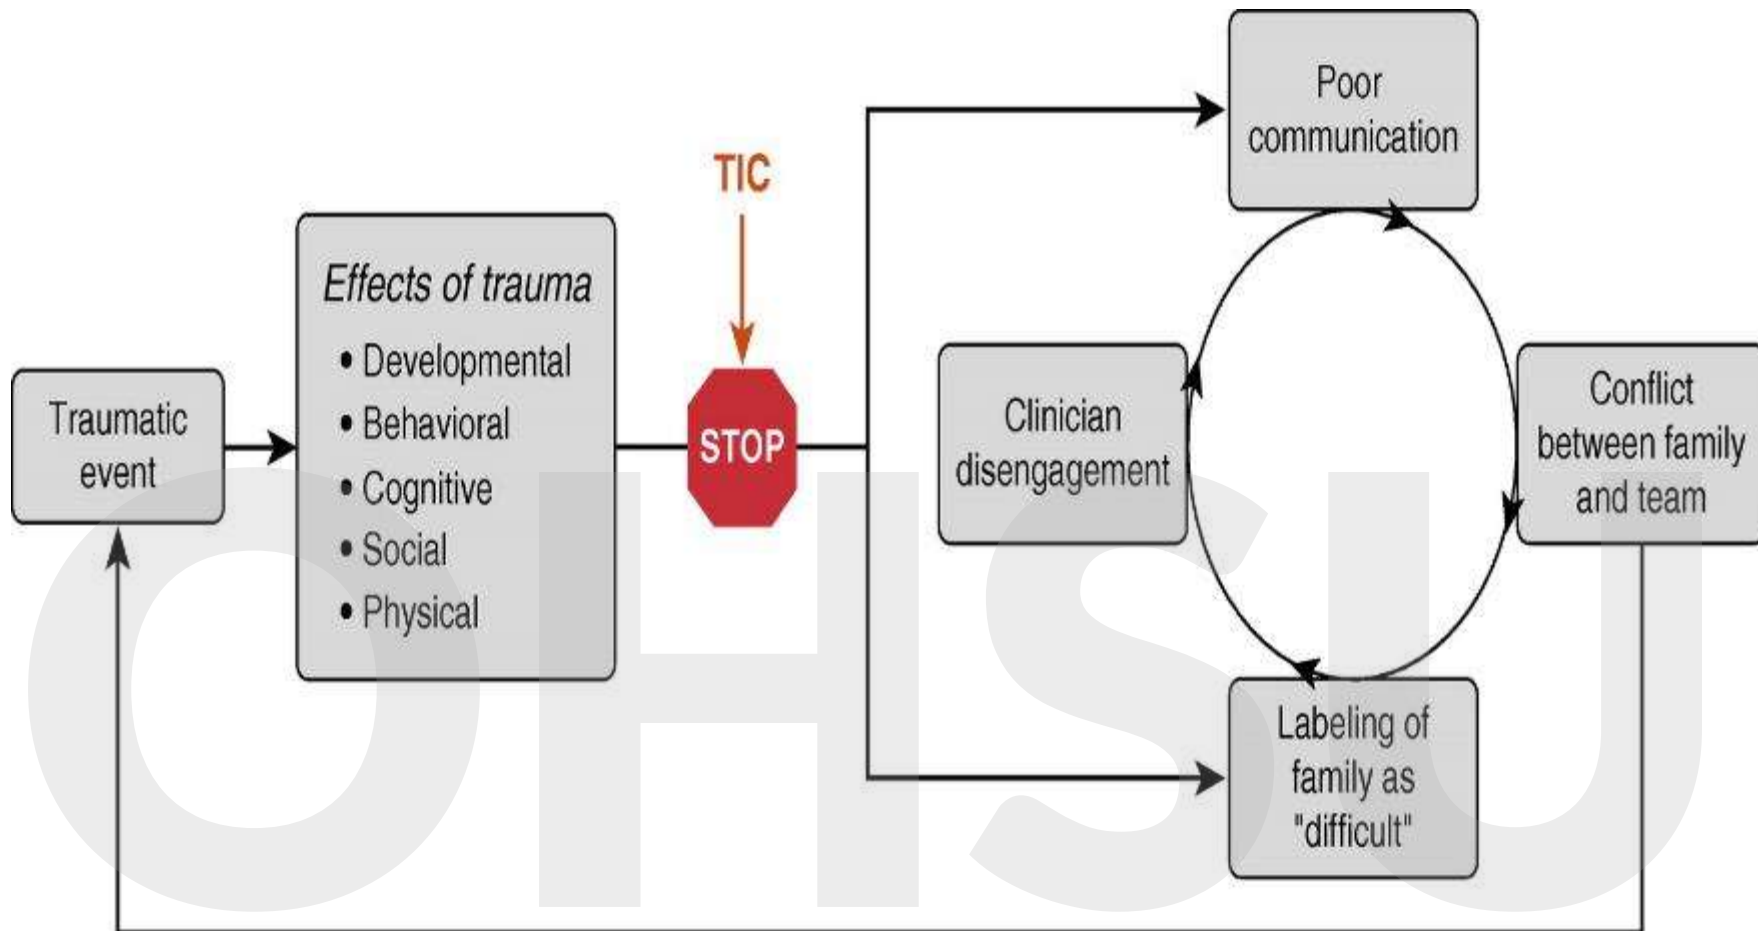 Traumatic
event
Effects of trauma
• Developmental
• Behavioral
• Cognitive
• Social
• Physical
TIC
STOP
Poor
communication
Clinician
disengagement
Conflict
between family
and team
Labeling of
family as
"difficult"
OHSU